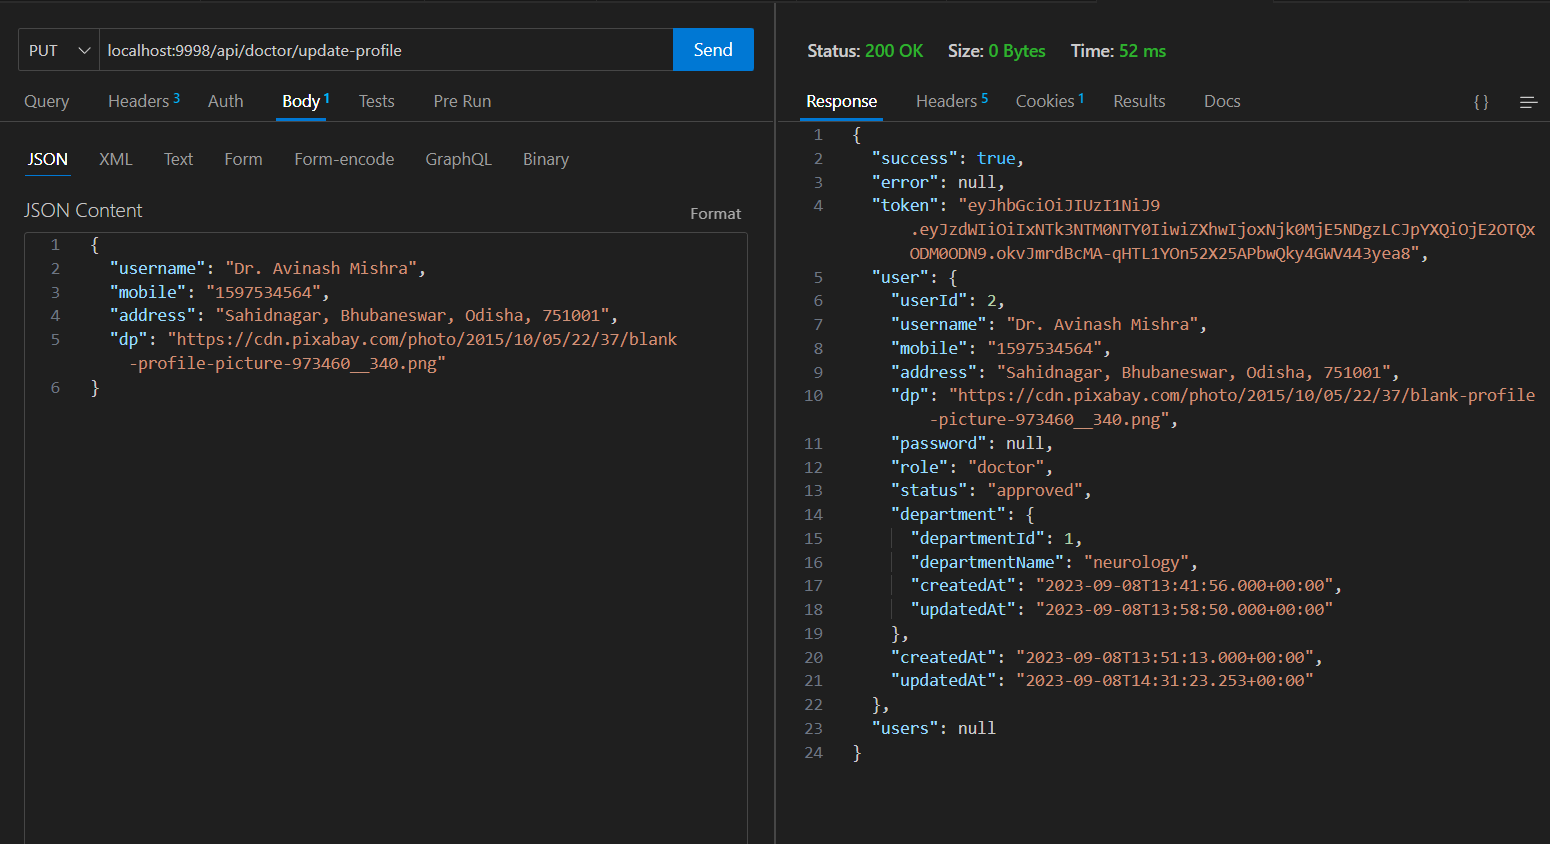 PUT localhost:9998/api/doctor/update-profile Send
Query Headers 3 Auth Body 1 Tests Pre Run
JSON XML Text Form Form-encode GraphQL Binary
JSON Content Format
1 {
2 "username": "Dr. Avinash Mishra",
3 "mobile": "1597534564",
4 "address": "Sahidnagar, Bhubaneswar, Odisha, 751001",
5 "dp": "https://cdn.pixabay.com/photo/2015/10/05/22/37/blank
-profile-picture-973460__340.png"
6 }
Status: 200 OK Size: 0 Bytes Time: 52 ms
Response Headers 5 Cookies 1 Results Docs {}
1 {
2 "success": true,
3 "error": null,
4 "token": "eyJhbGciOiJIUzI1NiJ9
.eyJzdWIiOiIxNTk3NTM0NTY0IiwiZXhwIjoxNjk0MjE5NDgzLCJpYXQiOjE2OTQx
ODM0ODN9.okvJmrdBcMA-qHTL1YOn52X25APbwQky4GWV443yea8",
5 "user": {
6 "userId": 2,
7 "username": "Dr. Avinash Mishra",
8 "mobile": "1597534564",
9 "address": "Sahidnagar, Bhubaneswar, Odisha, 751001",
10 "dp": "https://cdn.pixabay.com/photo/2015/10/05/22/37/blank-profile
-picture-973460__340.png",
11 "password": null,
12 "role": "doctor",
13 "status": "approved",
14 "department": {
15 "departmentId": 1,
16 "departmentName": "neurology",
17 "createdAt": "2023-09-08T13:41:56.000+00:00",
18 "updatedAt": "2023-09-08T13:58:50.000+00:00"
19 },
20 "createdAt": "2023-09-08T13:51:13.000+00:00",
21 "updatedAt": "2023-09-08T14:31:23.253+00:00"
22 },
23 "users": null
24 }